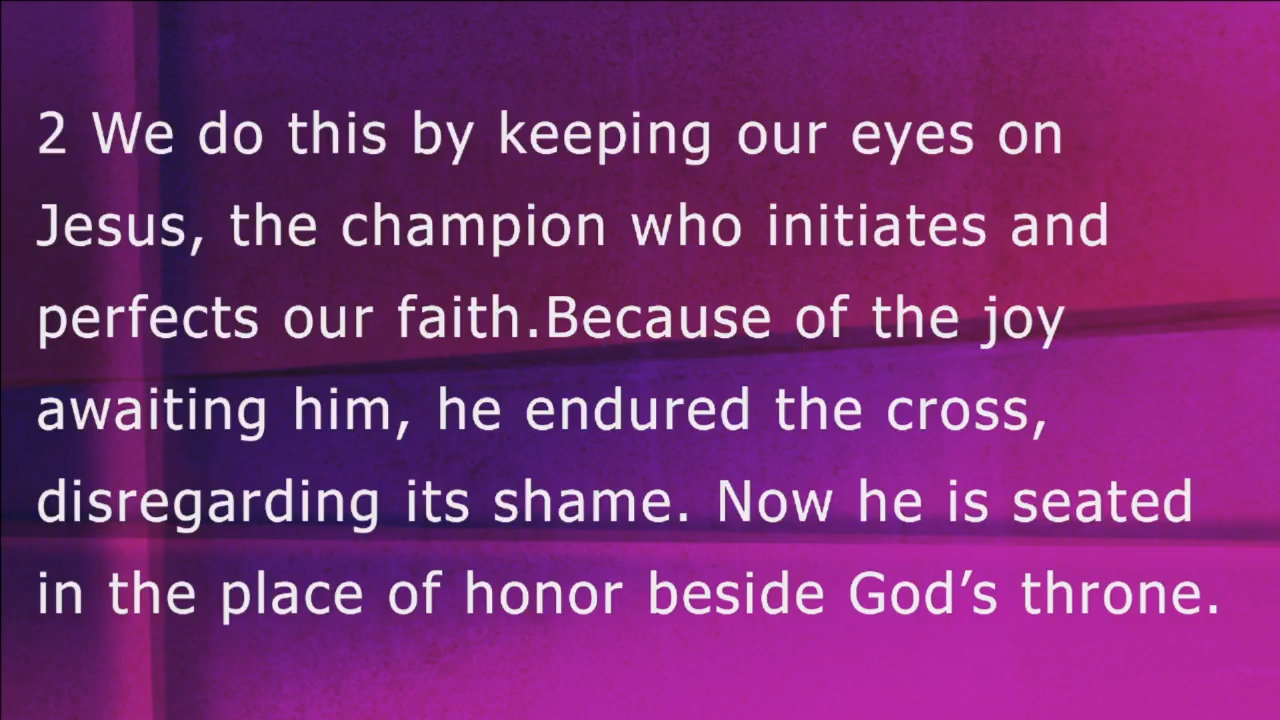 2 We do this by keeping our eyes on
Jesus, the champion who initiates and
perfects our faith.Because of the joy
awaiting him, he endured the cross,
disregarding its shame. Now he is seated
in the place of honor beside God’s throne.